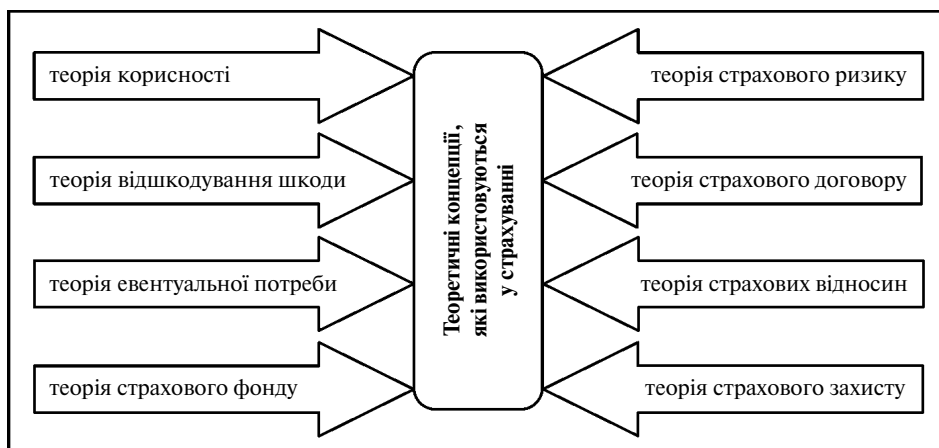 теорія корисності
теорія відшкодування шкоди
теорія евентуальної потреби
теорія страхового фонду
Теоретичні концепції,
які використовуються
у страхуванні
теорія страхового ризику
теорія страхового договору
теорія страхових відносин
теорія страхового захисту